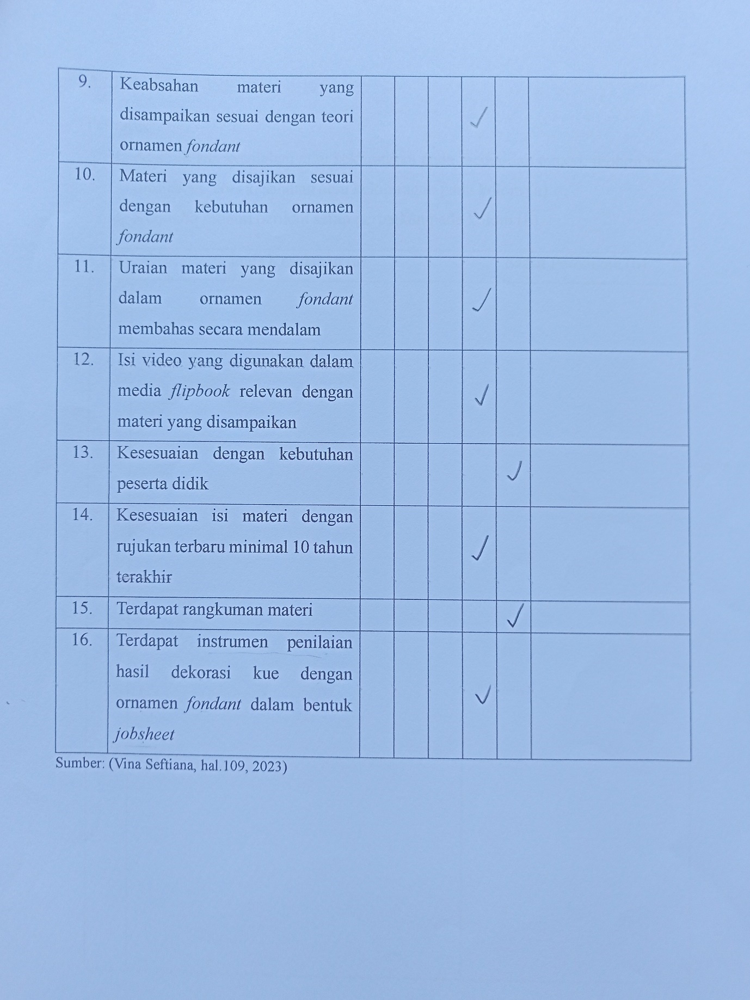 9.
Keabsahan materi yang
disampaikan sesuai dengan teori
ornamen fondant
10.
Materi yang disajikan sesuai
dengan kebutuhan ornamen
fondant
11.
Uraian materi yang disajikan
dalam ornamen fondant
membahas secara mendalam
12.
Isi video yang digunakan dalam
media flipbook relevan dengan
materi yang disampaikan
13.
Kesesuaian dengan kebutuhan
peserta didik
14.
Kesesuaian isi materi dengan
rujukan terbaru minimal 10 tahun
terakhir
15.
Terdapat rangkuman materi
16.
Terdapat instrumen penilaian
hasil dekorasi kue dengan
ornamen fondant dalam bentuk
jobsheet
Sumber: (Vina Seftiana, hal.109, 2023)